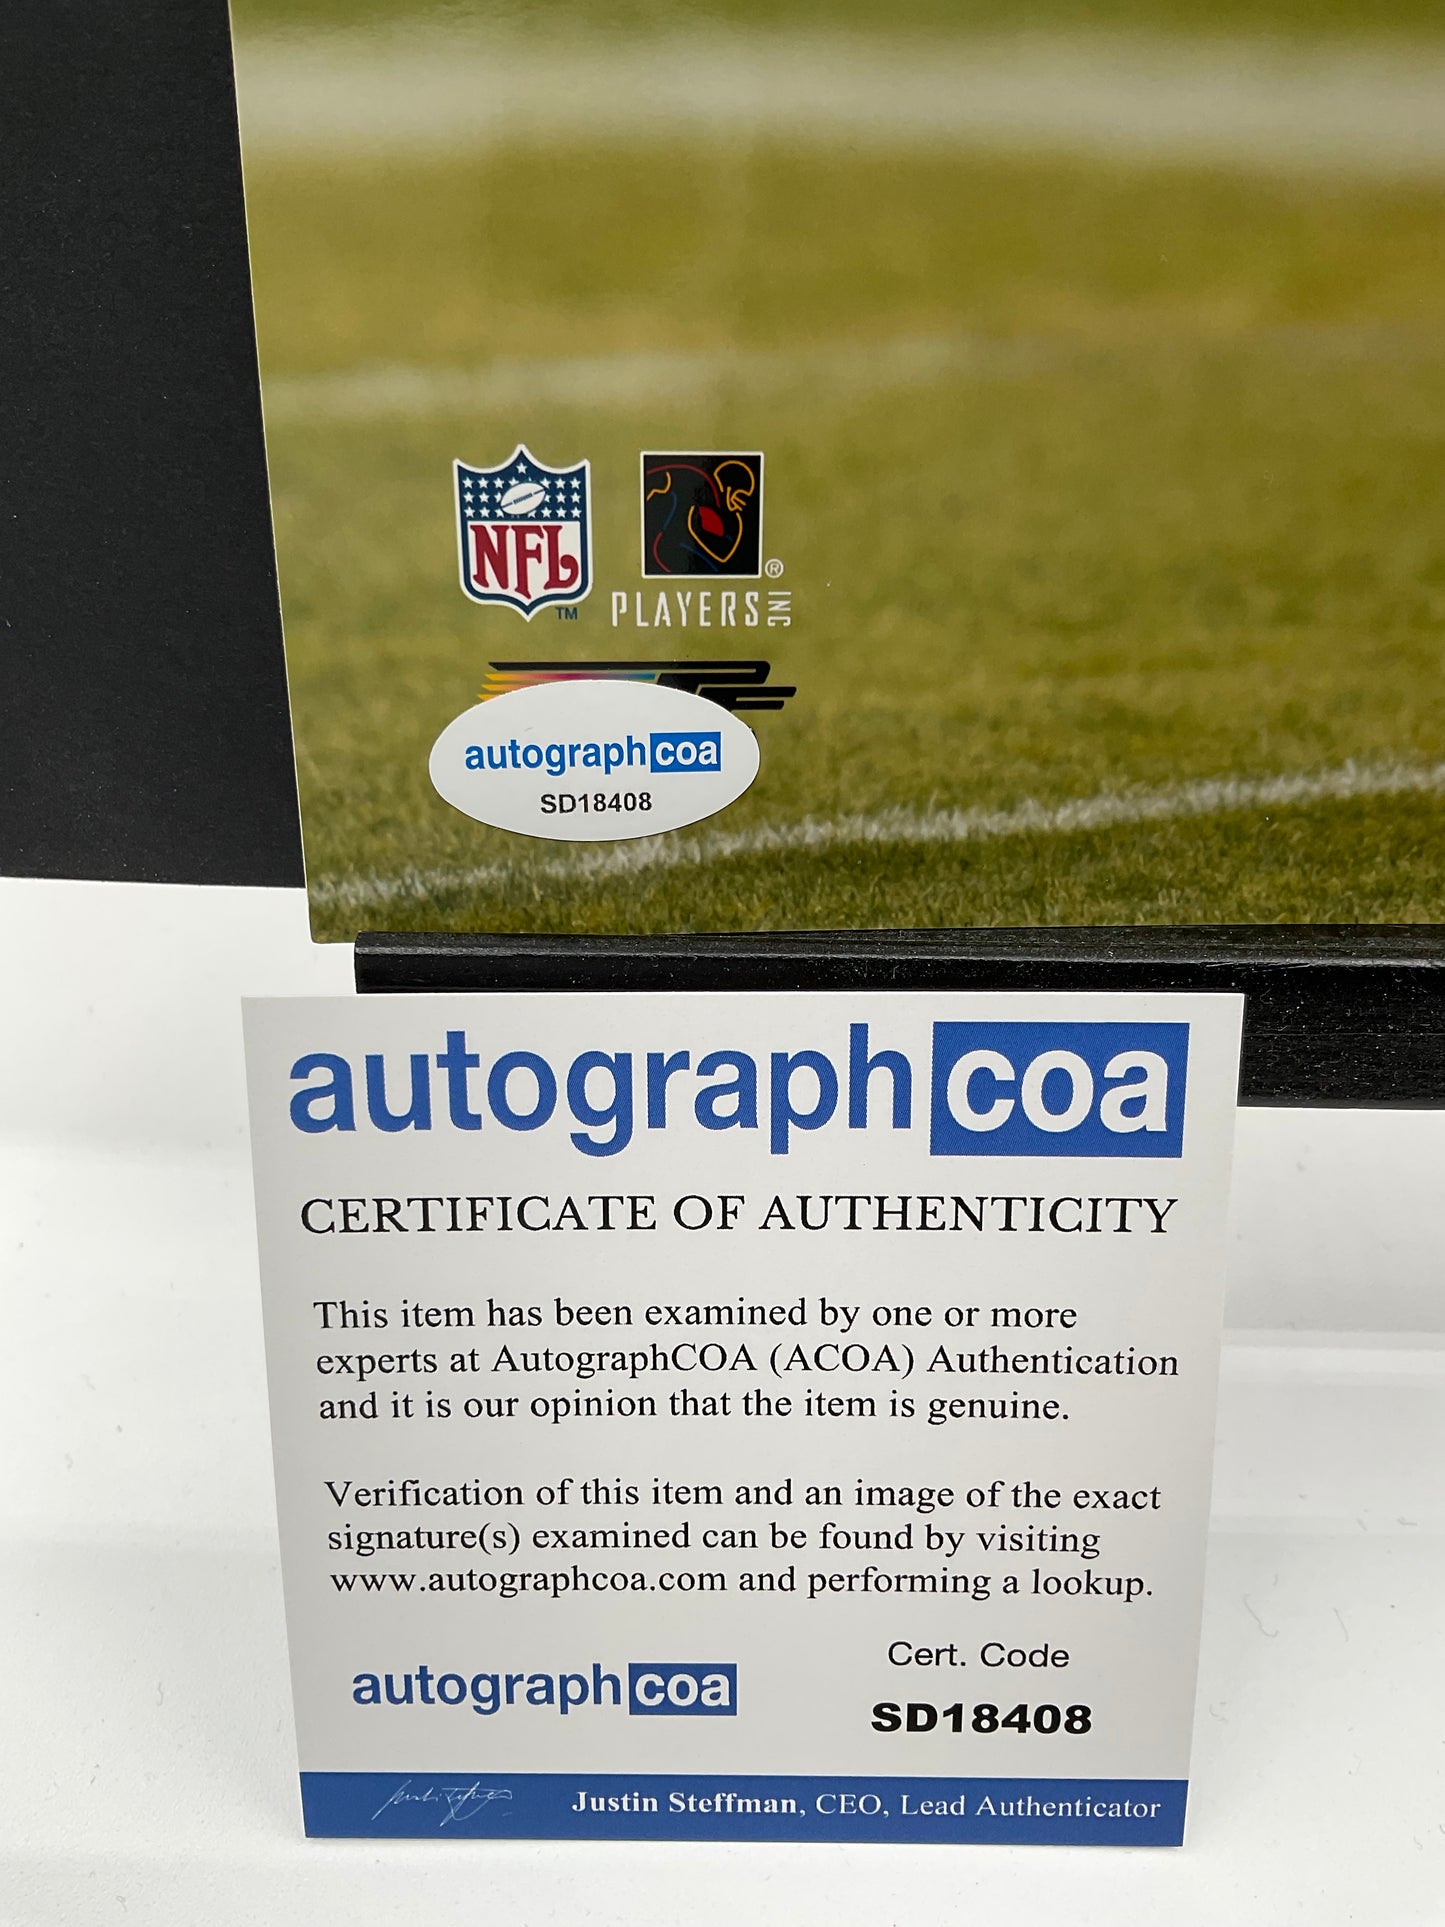 NFL
TM
PLAYERS INC ®
autographcoa
SD18408
autographcoa
CERTIFICATE OF AUTHENTICITY
This item has been examined by one or more
experts at AutographCOA (ACOA) Authentication
and it is our opinion that the item is genuine.
Verification of this item and an image of the exact
signature(s) examined can be found by visiting
www.autographcoa.com and performing a lookup.
Cert. Code
autographcoa
SD18408
Justin Steffman, CEO, Lead Authenticator